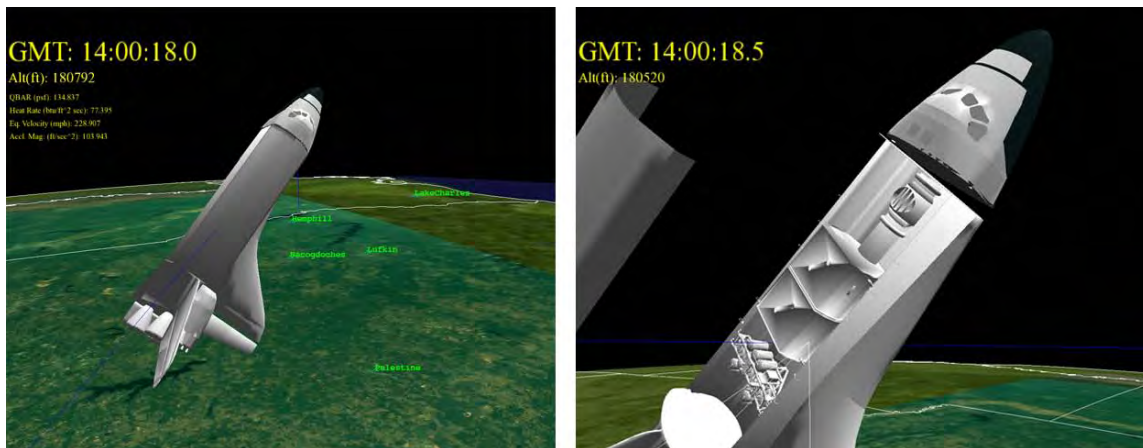 GMT: 14:00:18.0
Alt(ft): 180792
QBAR (psf): 134.837
Heat Rate (btu/ft^2 sec): 77.395
Eq. Velocity (mph): 228.907
Accl. Mag: (ft/sec^2): 103.943
LakeCharles
Hemphill
Lufkin
Nacogdoches
Palestine
GMT: 14:00:18.5
Alt(ft): 180520